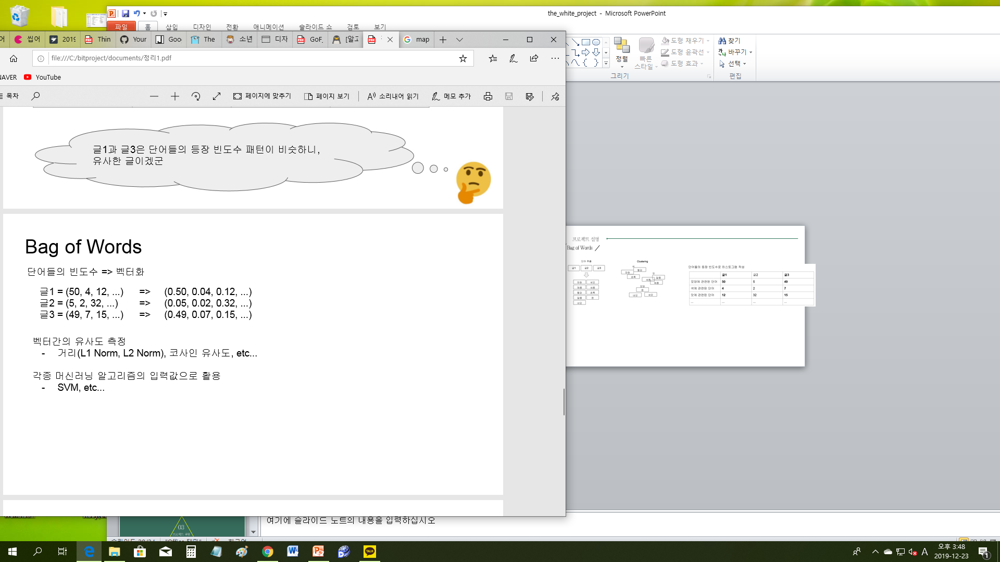 the_white_project - Microsoft PowerPoint
파일 홈 삽입 디자인 전환 애니메이션 슬라이드 쇼 검토 보기
어 씹어 2019 Thin Your Goo The 소년 디자 GoF. [알고 map
file:///C:/bitproject/documents/정리1.pdf
NAVER YouTube
목차 페이지에 맞추기 페이지 보기 소리내어 읽기 메모 추가
정렬 빠른 스타일 도형 채우기 도형 윤곽선 도형 효과
그리기
찾기
바꾸기
선택
편집
글1과 글3은 단어들의 등장 빈도수 패턴이 비슷하니,
유사한 글이겠군
Bag of Words
단어들의 빈도수 => 벡터화
글1 = (50, 4, 12, ...) => (0.50, 0.04, 0.12, ...)
글2 = (5, 2, 32, ...) => (0.05, 0.02, 0.32, ...)
글3 = (49, 7, 15, ...) => (0.49, 0.07, 0.15, ...)
벡터간의 유사도 측정
- 거리(L1 Norm, L2 Norm), 코사인 유사도, etc...
각종 머신러닝 알고리즘의 입력값으로 활용
- SVM, etc...
프로젝트 설명
Bag of Words
단어 추출
글1 글2 글3
Clustering
단어들의 등장 빈도수로 히스토그램 작성
글1 글2 글3
모양에 관련된 단어 50 5 49
색에 관련된 단어 4 2 7
맛에 관련된 단어 12 32 15
... ... ... ...
03
여기에 슬라이드 노트의 내용을 입력하십시오
TALK
A
오후 3:48
2019-12-23
1